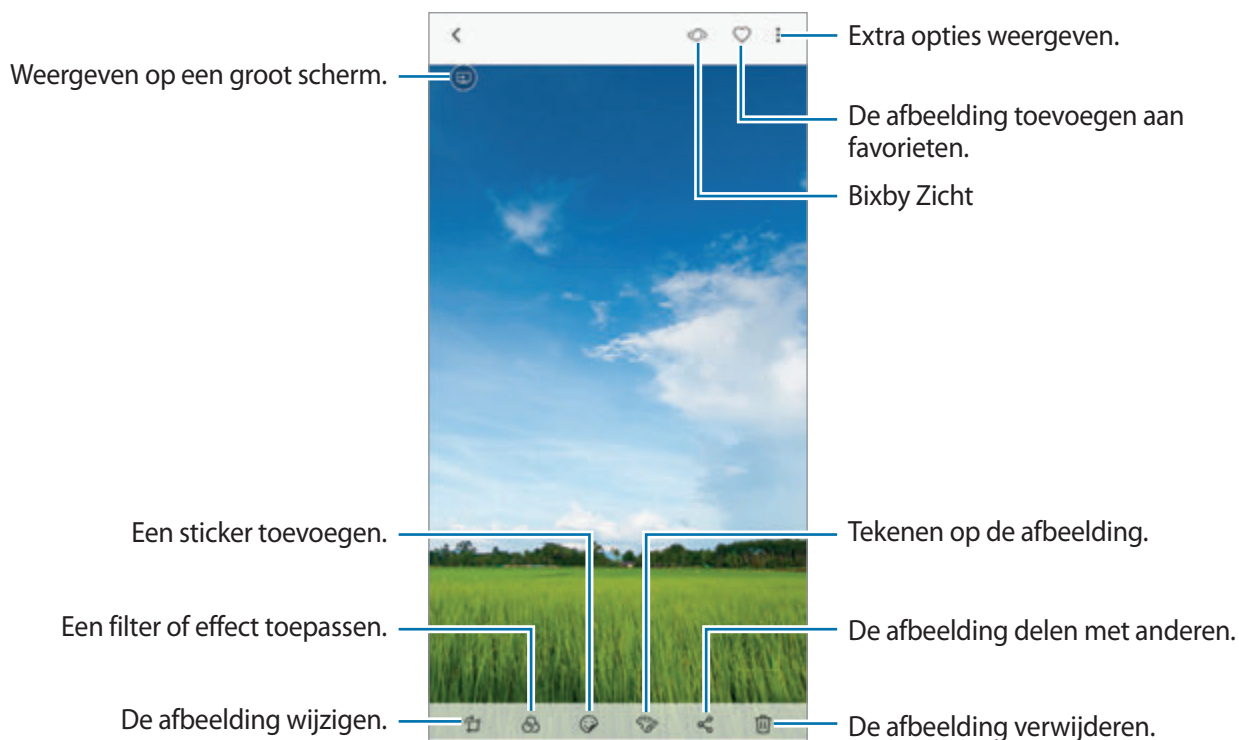 Extra opties weergeven.
Weergeven op een groot scherm.
De afbeelding toevoegen aan
favorieten.
Bixby Zicht
Een sticker toevoegen.
Tekenen op de afbeelding.
Een filter of effect toepassen.
De afbeelding delen met anderen.
De afbeelding wijzigen.
De afbeelding verwijderen.